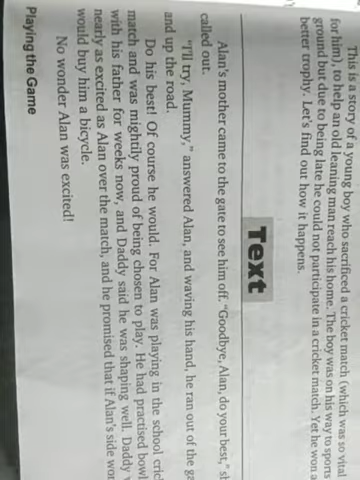 This is a story of a young boy who sacrificed a cricket match (which was so vital
for him), to help an old leaning man reach his home. The boy was on his way to sports
ground but due to being late he could not participate in a cricket match. Yet he won a
better trophy. Let's find out how it happens.
Text
Alan's mother came to the gate to see him off. "Goodbye, Alan, do your best," sh
called out.
"I'll try, Mummy," answered Alan, and waving his hand, he ran out of the ga
and up the road.
Do his best! Of course he would. For Alan was playing in the school cric
match and was mightily proud of being chosen to play. He had practised bowl
with his father for weeks now, and Daddy said he was shaping well. Daddy
nearly as excited as Alan over the match, and he promised that if Alan's side wor
would buy him a bicycle.
No wonder Alan was excited!
Playing the Game